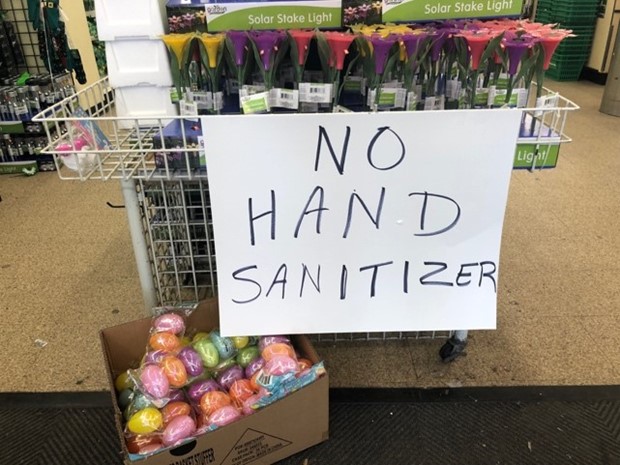 Solar Stake Light
Solar Stake Light
Light
NO
HAND
SANITIZER